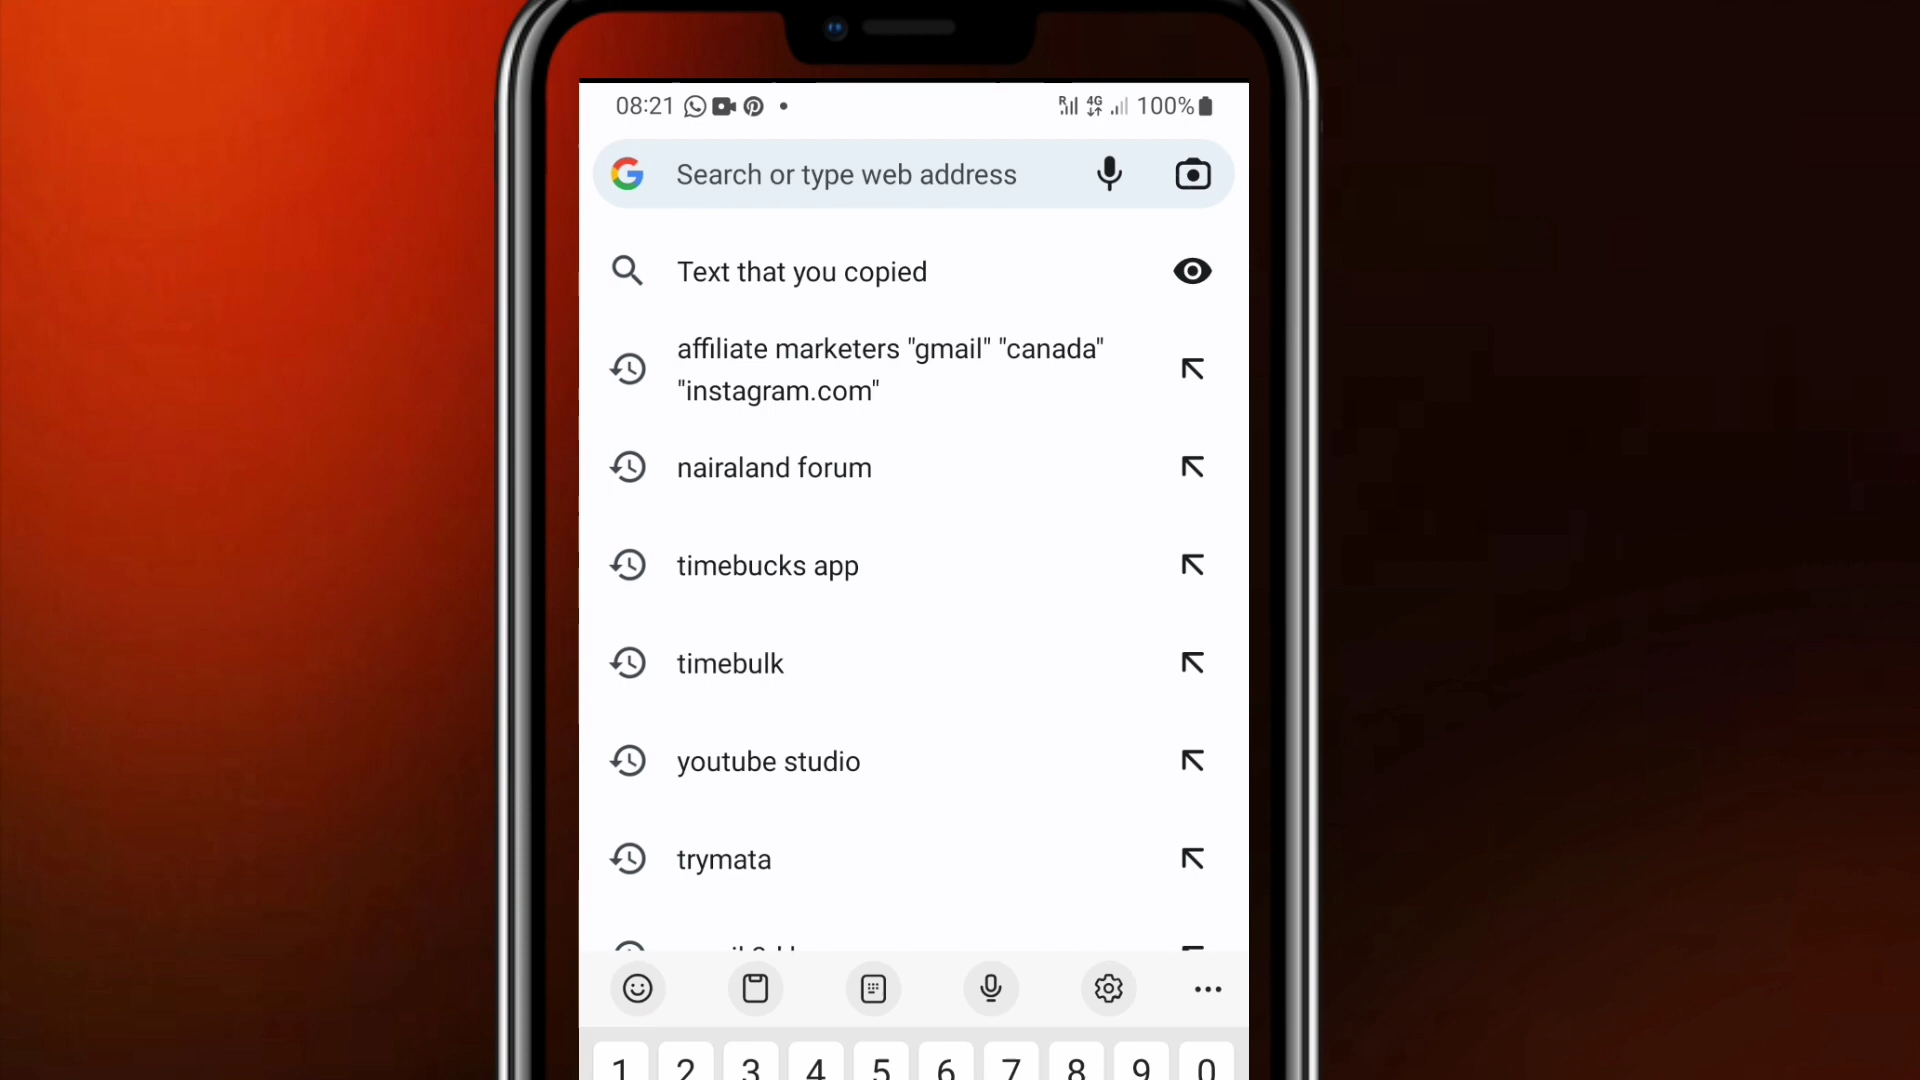 08:21 R 4G 100%
G Search or type web address
Text that you copied
affiliate marketers "gmail" "canada"
"instagram.com"
nairaland forum
timebucks app
timebulk
youtube studio
trymata
1 2 3 4 5 6 7 8 9 0